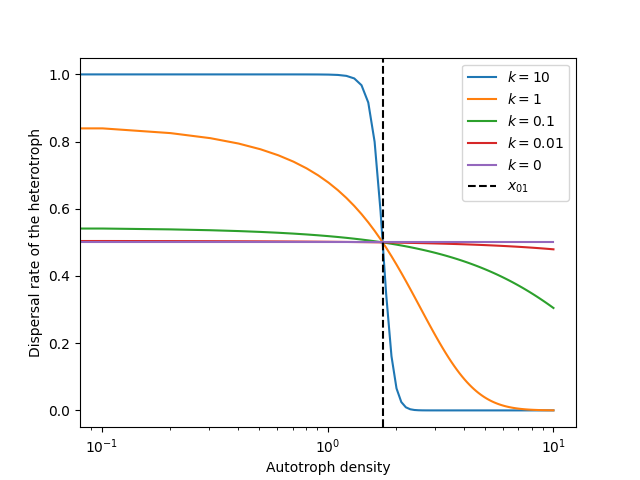 1.0
0.8
0.6
0.4
0.2
0.0
Dispersal rate of the heterotroph
10⁻¹
10⁰
10¹
Autotroph density
k = 10
k = 1
k = 0.1
k = 0.01
k = 0
x₀₁